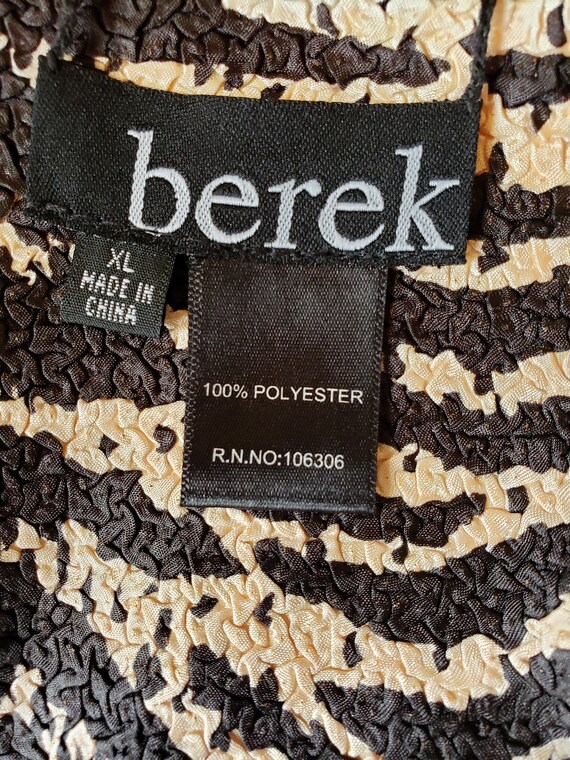 berek
XL
MADE IN
CHINA
100% POLYESTER
R.N.NO:106306